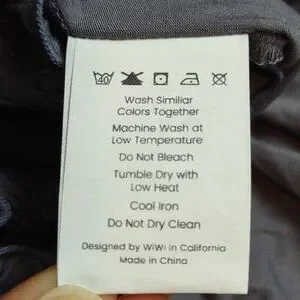 40
Wash Similiar
Colors Together
Machine Wash at
Low Temperature
Do Not Bleach
Tumble Dry with
Low Heat
Cool Iron
Do Not Dry Clean
Designed by WiWi in California
Made in China